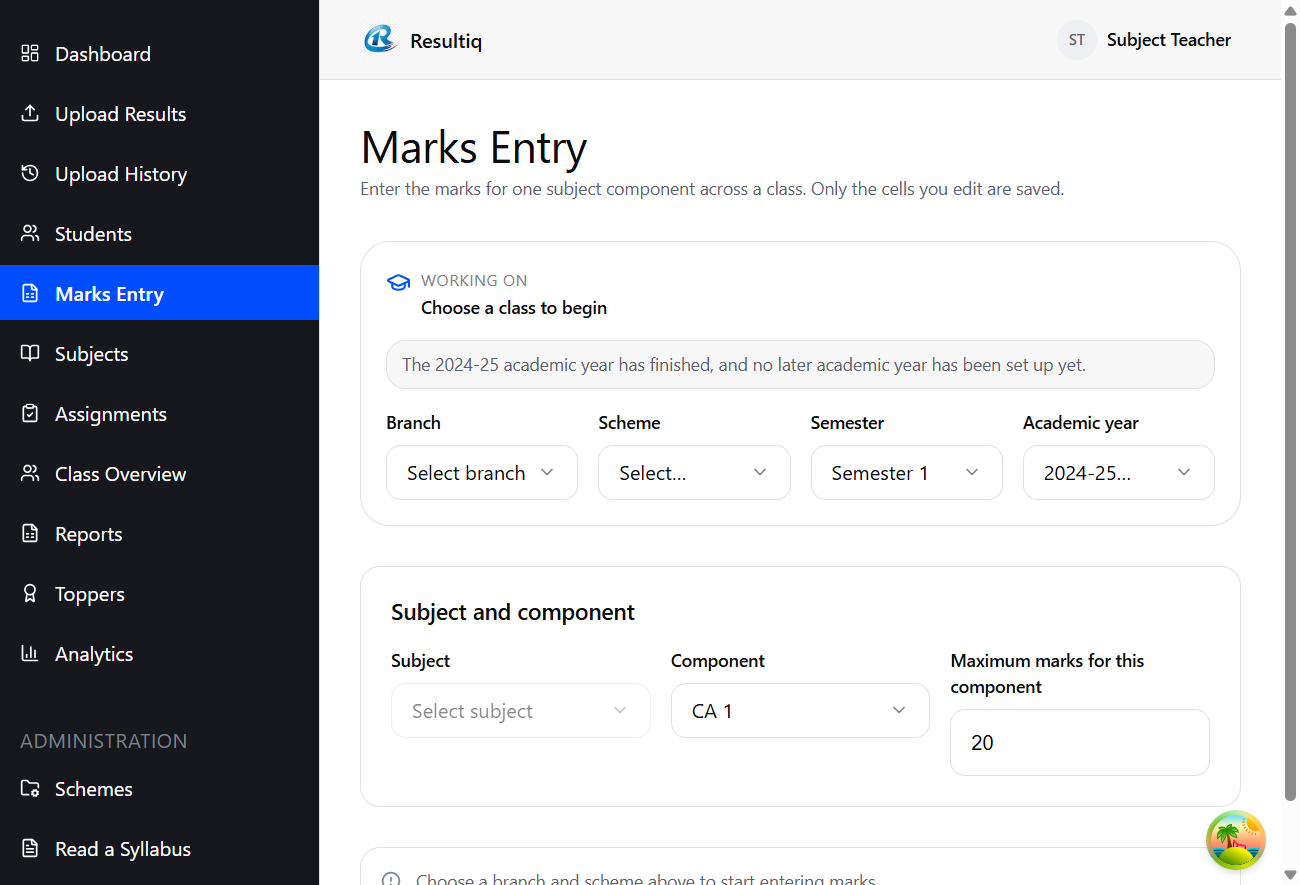 Dashboard
Upload Results
Upload History
Students
Marks Entry
Subjects
Assignments
Class Overview
Reports
Toppers
Analytics
ADMINISTRATION
Schemes
Read a Syllabus
Resultiq
ST Subject Teacher
Marks Entry
Enter the marks for one subject component across a class. Only the cells you edit are saved.
WORKING ON
Choose a class to begin
The 2024-25 academic year has finished, and no later academic year has been set up yet.
Branch Scheme Semester Academic year
Select branch Select... Semester 1 2024-25...
Subject and component
Subject Component Maximum marks for this
component
Select subject CA 1 20
Choose a branch and scheme above to start entering marks.